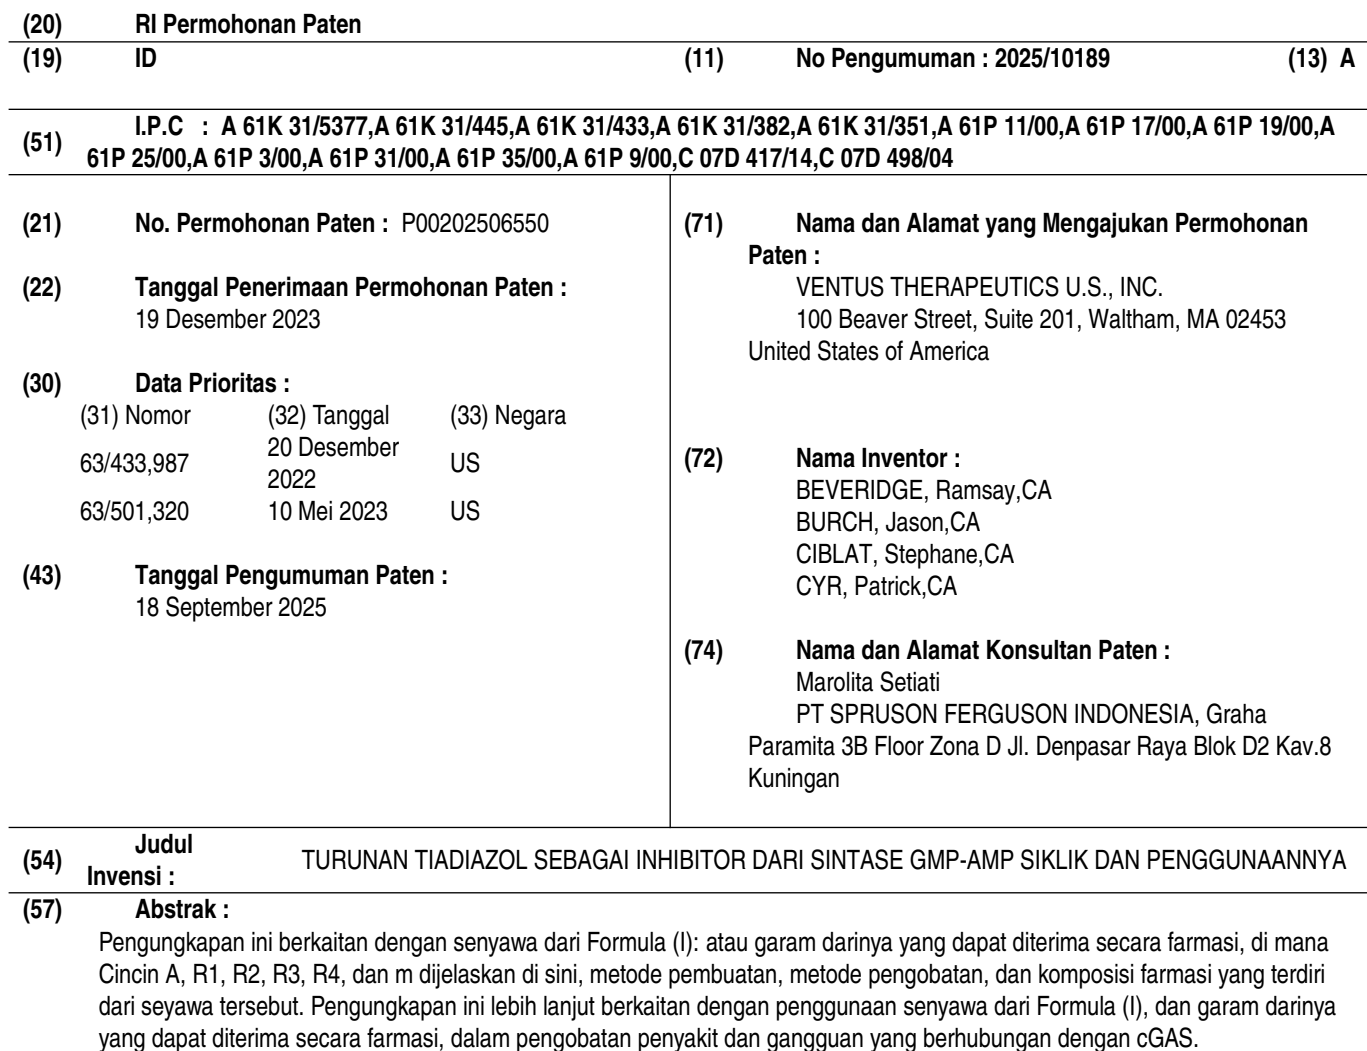 (20) RI Permohonan Paten
(19) ID (11) No Pengumuman : 2025/10189 (13) A
(51) I.P.C : A 61K 31/5377,A 61K 31/445,A 61K 31/433,A 61K 31/382,A 61K 31/351,A 61P 11/00,A 61P 17/00,A 61P 19/00,A
61P 25/00,A 61P 3/00,A 61P 31/00,A 61P 35/00,A 61P 9/00,C 07D 417/14,C 07D 498/04
(21) No. Permohonan Paten : P00202506550
(22) Tanggal Penerimaan Permohonan Paten :
19 Desember 2023
(30) Data Prioritas :
(31) Nomor (32) Tanggal (33) Negara
63/433,987 20 Desember 2022 US
63/501,320 10 Mei 2023 US
(43) Tanggal Pengumuman Paten :
18 September 2025
(71) Nama dan Alamat yang Mengajukan Permohonan
Paten :
VENTUS THERAPEUTICS U.S., INC.
100 Beaver Street, Suite 201, Waltham, MA 02453
United States of America
(72) Nama Inventor :
BEVERIDGE, Ramsay,CA
BURCH, Jason,CA
CIBLAT, Stephane,CA
CYR, Patrick,CA
(74) Nama dan Alamat Konsultan Paten :
Marolita Setiati
PT SPRUSON FERGUSON INDONESIA, Graha
Paramita 3B Floor Zona D Jl. Denpasar Raya Blok D2 Kav.8
Kuningan
(54) Judul
Invensi : TURUNAN TIADIAZOL SEBAGAI INHIBITOR DARI SINTASE GMP-AMP SIKLIK DAN PENGGUNAANNYA
(57) Abstrak :
Pengungkapan ini berkaitan dengan senyawa dari Formula (I): atau garam darinya yang dapat diterima secara farmasi, di mana
Cincin A, R1, R2, R3, R4, dan m dijelaskan di sini, metode pembuatan, metode pengobatan, dan komposisi farmasi yang terdiri
dari seyawa tersebut. Pengungkapan ini lebih lanjut berkaitan dengan penggunaan senyawa dari Formula (I), dan garam darinya
yang dapat diterima secara farmasi, dalam pengobatan penyakit dan gangguan yang berhubungan dengan cGAS.